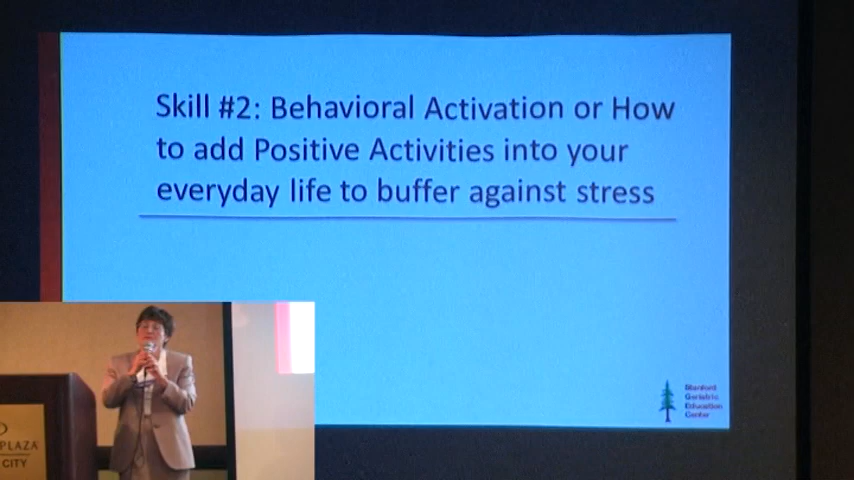 Skill #2: Behavioral Activation or How
to add Positive Activities into your
everyday life to buffer against stress
Stanford
Geriatric
Education
Center
PLAZA
CITY